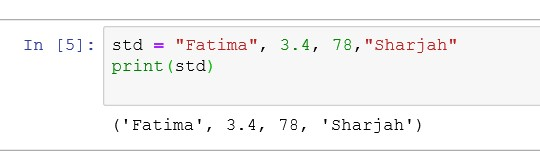 In [5]: std = "Fatima", 3.4, 78,"Sharjah"
print(std)
('Fatima', 3.4, 78, 'Sharjah')